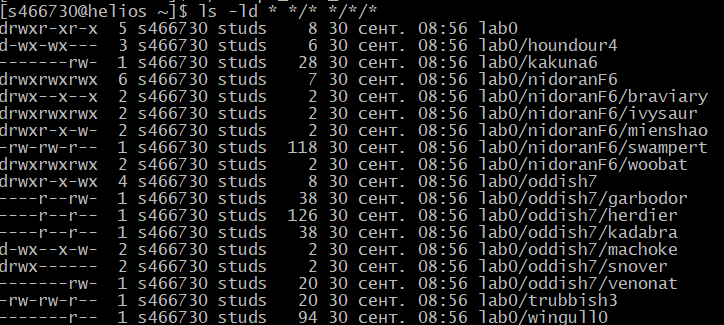 [s466730@helios ~]$ ls -ld * */* */*/*
drwxr-xr-x  5 s466730 studs    8 30 сент. 08:56 lab0
d-wx-wx---  3 s466730 studs    6 30 сент. 08:56 lab0/houndour4
-------rw-  1 s466730 studs   28 30 сент. 08:56 lab0/kakuna6
drwxrwxrwx  6 s466730 studs    7 30 сент. 08:56 lab0/nidoranF6
drwx--x--x  2 s466730 studs    2 30 сент. 08:56 lab0/nidoranF6/braviary
drwxrwxrwx  2 s466730 studs    2 30 сент. 08:56 lab0/nidoranF6/ivysaur
drwxr-x-w-  2 s466730 studs    2 30 сент. 08:56 lab0/nidoranF6/mienshao
-rw-rw-r--  1 s466730 studs  118 30 сент. 08:56 lab0/nidoranF6/swampert
drwxrwxrwx  2 s466730 studs    2 30 сент. 08:56 lab0/nidoranF6/woobat
drwxr-x-wx  4 s466730 studs    8 30 сент. 08:56 lab0/oddish7
----r--rw-  1 s466730 studs   38 30 сент. 08:56 lab0/oddish7/garbodor
----r--r--  1 s466730 studs  126 30 сент. 08:56 lab0/oddish7/herdier
----r--rw-  1 s466730 studs   38 30 сент. 08:56 lab0/oddish7/kadabra
d-wx--x-w-  2 s466730 studs    2 30 сент. 08:56 lab0/oddish7/machoke
drwx------  2 s466730 studs    2 30 сент. 08:56 lab0/oddish7/snover
-------rw-  1 s466730 studs   20 30 сент. 08:56 lab0/oddish7/venonat
-rw-rw-r--  1 s466730 studs   20 30 сент. 08:56 lab0/trubbish3
-rw-r--r--  1 s466730 studs   94 30 сент. 08:56 lab0/wingull0